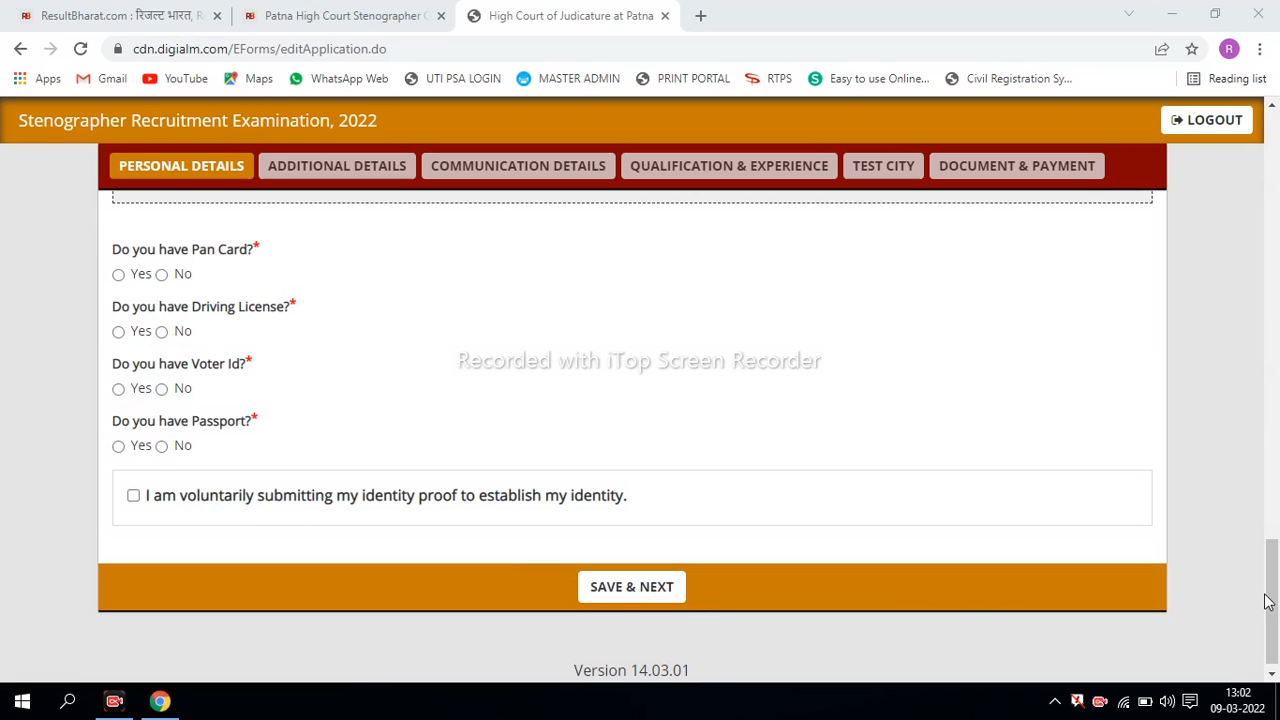 ResultBharat.com : रिजल्ट भारत, R
Patna High Court Stenographer C
High Court of Judicature at Patna
cdn.digialm.com/EForms/editApplication.do
R
Apps
Gmail
YouTube
Maps
WhatsApp Web
UTI PSA LOGIN
MASTER ADMIN
PRINT PORTAL
RTPS
Easy to use Online...
Civil Registration Sy...
Reading list
Stenographer Recruitment Examination, 2022
LOGOUT
PERSONAL DETAILS
ADDITIONAL DETAILS
COMMUNICATION DETAILS
QUALIFICATION & EXPERIENCE
TEST CITY
DOCUMENT & PAYMENT
Do you have Pan Card?*
Yes No
Do you have Driving License?*
Yes No
Recorded with iTop Screen Recorder
Do you have Voter Id?*
Yes No
Do you have Passport?*
Yes No
I am voluntarily submitting my identity proof to establish my identity.
SAVE & NEXT
Version 14.03.01
13:02
09-03-2022